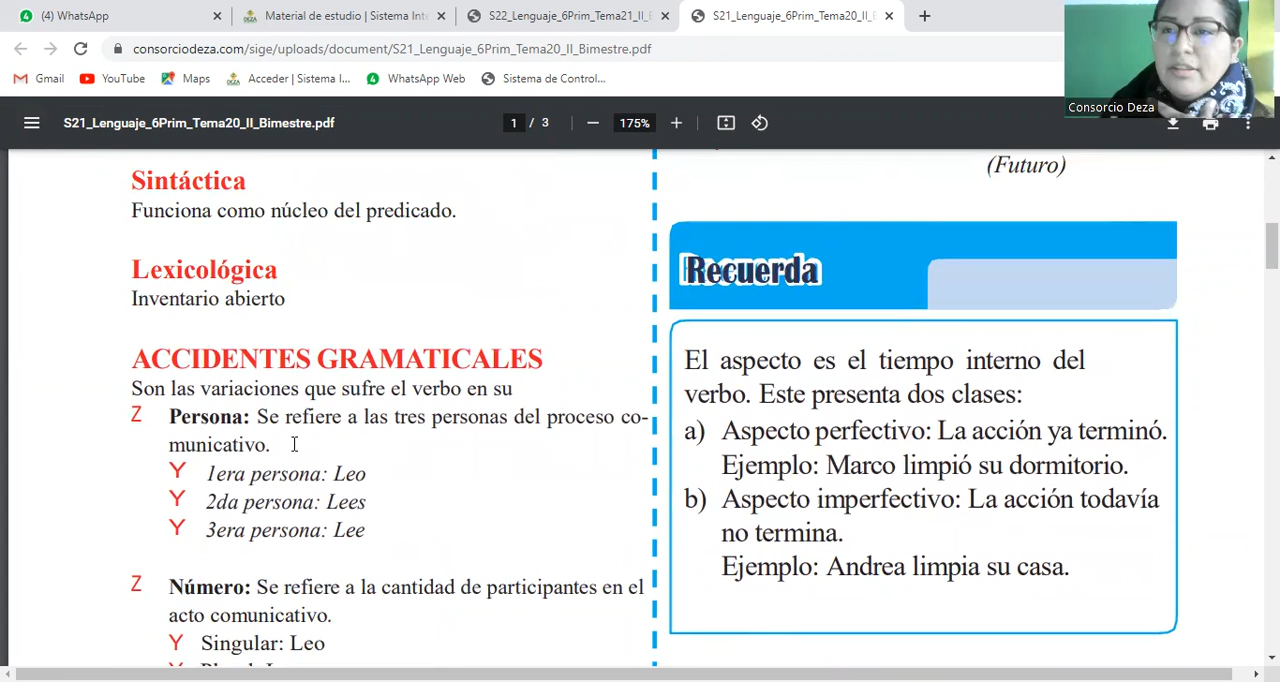 (4) WhatsApp
Material de estudio | Sistema Inte
S22_Lenguaje_6Prim_Tema21_II_B
S21_Lenguaje_6Prim_Tema20_II_Bi
consorciodeza.com/sige/uploads/document/S21_Lenguaje_6Prim_Tema20_II_Bimestre.pdf
Gmail
YouTube
Maps
Acceder | Sistema I...
WhatsApp Web
Sistema de Control...
Consorcio Deza
S21_Lenguaje_6Prim_Tema20_II_Bimestre.pdf
1 / 3
175%
Sintáctica
Funciona como núcleo del predicado.
Lexicológica
Inventario abierto
ACCIDENTES GRAMATICALES
Son las variaciones que sufre el verbo en su
Z Persona: Se refiere a las tres personas del proceso co-
municativo.
Y 1era persona: Leo
Y 2da persona: Lees
Y 3era persona: Lee
Z Número: Se refiere a la cantidad de participantes en el
acto comunicativo.
Y Singular: Leo
(Futuro)
Recuerda
El aspecto es el tiempo interno del
verbo. Este presenta dos clases:
a) Aspecto perfectivo: La acción ya terminó.
Ejemplo: Marco limpió su dormitorio.
b) Aspecto imperfectivo: La acción todavía
no termina.
Ejemplo: Andrea limpia su casa.